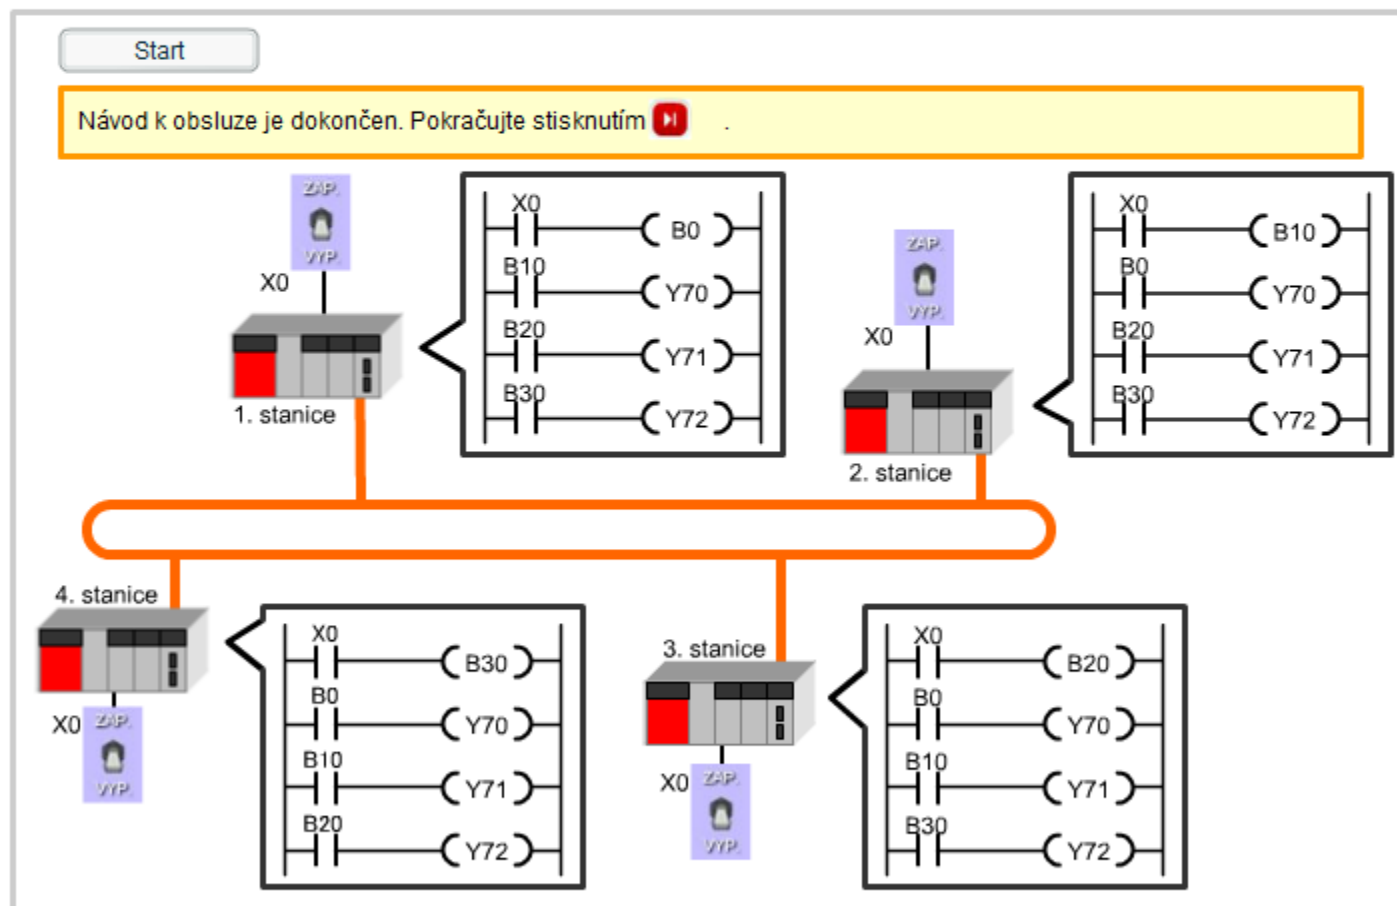 Start
Návod k obsluze je dokončen. Pokračujte stisknutím .
ZAP.
VYP.
X0
1. stanice
X0 B0
B10 Y70
B20 Y71
B30 Y72
ZAP.
VYP.
X0
2. stanice
X0 B10
B0 Y70
B20 Y71
B30 Y72
4. stanice
X0
ZAP.
VYP.
X0 B30
B0 Y70
B10 Y71
B20 Y72
3. stanice
X0
ZAP.
VYP.
X0 B20
B0 Y70
B10 Y71
B30 Y72